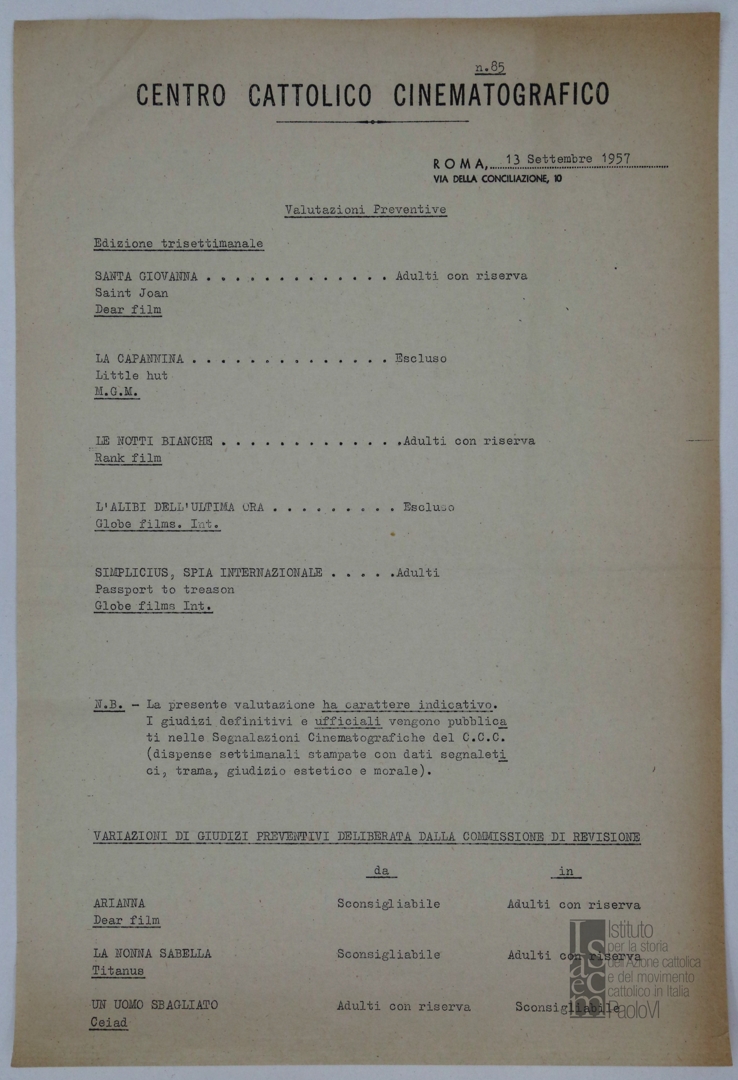 n.85
CENTRO CATTOLICO CINEMATOGRAFICO
ROMA, 13 Settembre 1957
VIA DELLA CONCILIAZIONE, 10
Valutazioni Preventive
Edizione trisettimanale
SANTA GIOVANNA . . . . . . . . . . . . . Adulti con riserva
Saint Joan
Dear film
LA CAPANNINA . . . . . . . . . . . . . . Escluso
Little hut
M.G.M.
LE NOTTI BIANCHE . . . . . . . . . . . . .Adulti con riserva
Rank film
L'ALIBI DELL'ULTIMA ORA . . . . . . . . . Escluso
Globe films. Int.
SIMPLICIUS, SPIA INTERNAZIONALE . . . . .Adulti
Passport to treason
Globe films Int.
N.B. - La presente valutazione ha carattere indicativo.
I giudizi definitivi e ufficiali vengono pubblica
ti nelle Segnalazioni Cinematografiche del C.C.C.
(dispense settimanali stampate con dati segnaleti
ci, trama, giudizio estetico e morale).
VARIAZIONI DI GIUDIZI PREVENTIVI DELIBERATA DALLA COMMISSIONE DI REVISIONE
da in
ARIANNA Sconsigliabile Adulti con riserva
Dear film
LA NONNA SABELLA Sconsigliabile Adulti con riserva
Titanus
UN UOMO SBAGLIATO Adulti con riserva Sconsigliabile
Ceiad
Isacem
Istituto
per la storia
dell'Azione cattolica
e del movimento
cattolico in Italia
PaoloVI